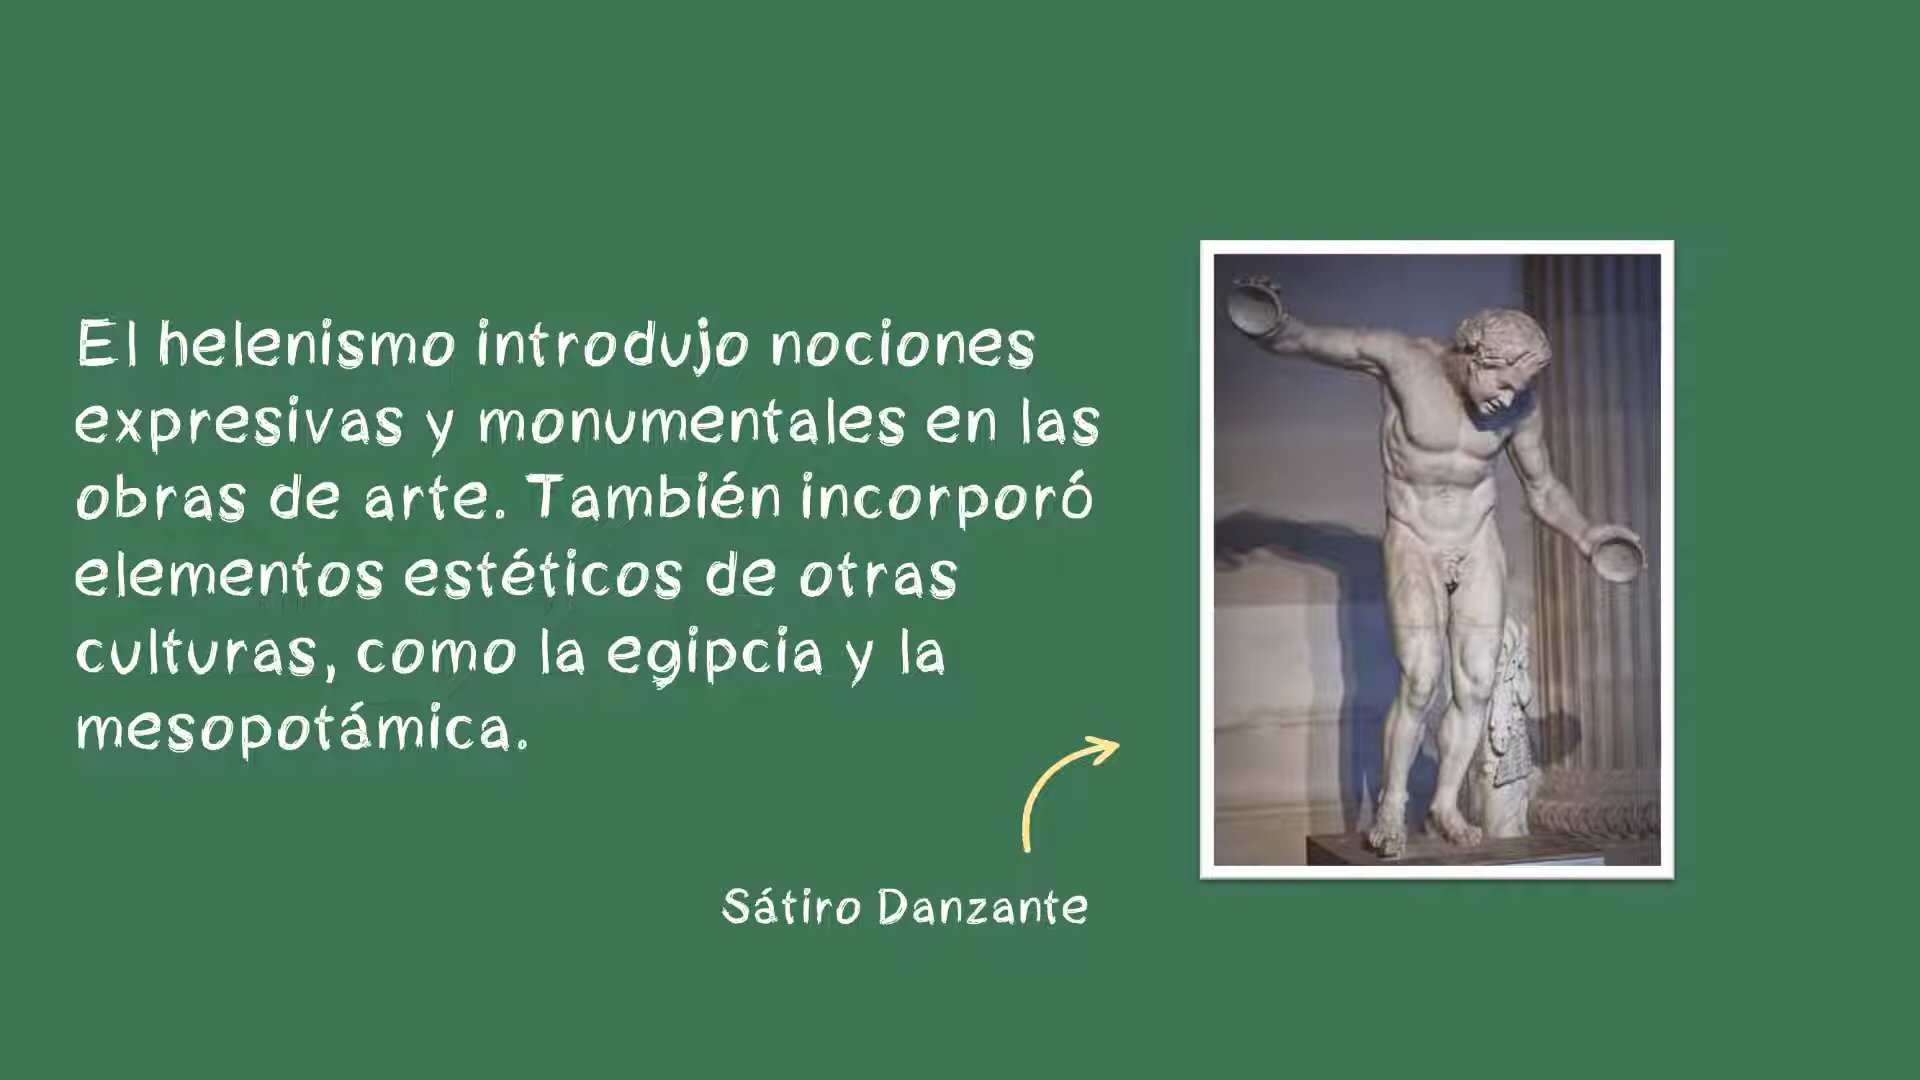 El helenismo introdujo nociones
expresivas y monumentales en las
obras de arte. También incorporó
elementos estéticos de otras
culturas, como la egipcia y la
mesopotámica.
Sátiro Danzante